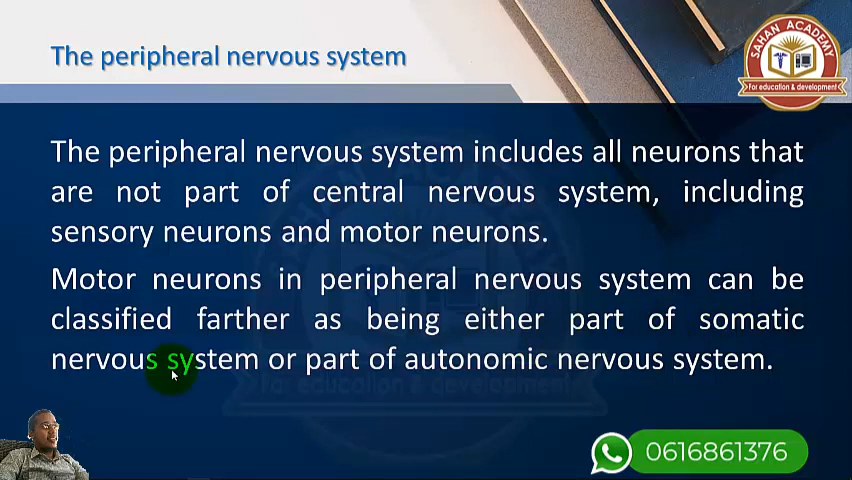 The peripheral nervous system
SAHAN ACADEMY
For education & development
The peripheral nervous system includes all neurons that
are not part of central nervous system, including
sensory neurons and motor neurons.
Motor neurons in peripheral nervous system can be
classified farther as being either part of somatic
nervous system or part of autonomic nervous system.
0616861376